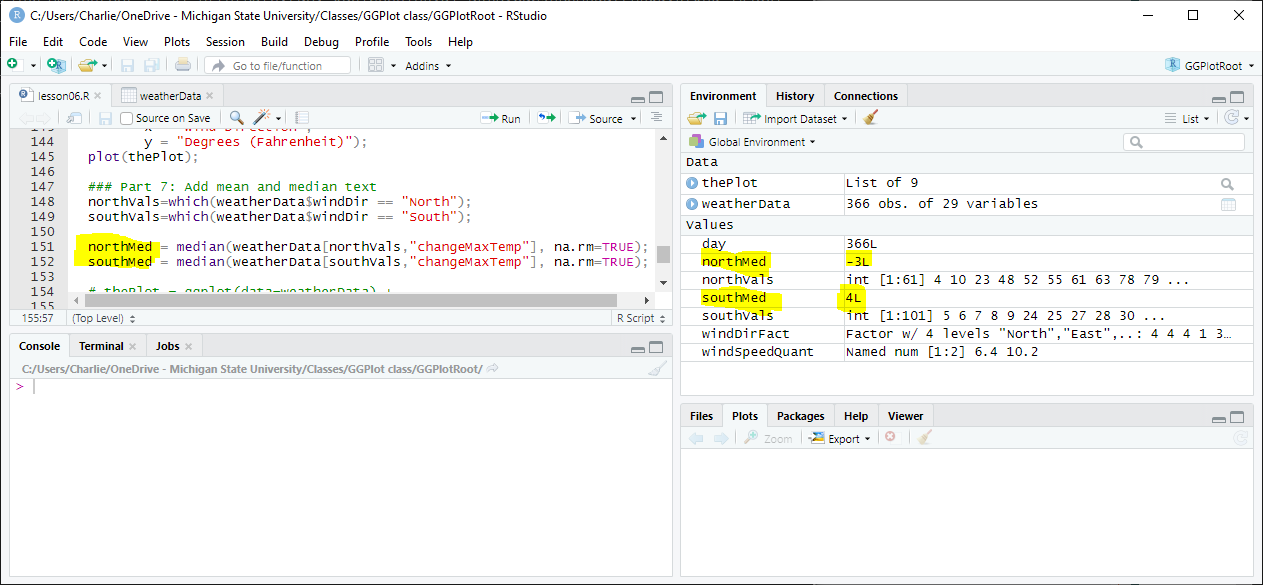 C:/Users/Charlie/OneDrive - Michigan State University/Classes/GGPlot class/GGPlotRoot - RStudio
File Edit Code View Plots Session Build Debug Profile Tools Help
Go to file/function Addins GGPlotRoot
lesson06.R weatherData
Source on Save Run Source
144 y = "Degrees (Fahrenheit)");
145 plot(thePlot);
146
147 ### Part 7: Add mean and median text
148 northVals=which(weatherData$windDir == "North");
149 southVals=which(weatherData$windDir == "South");
150
151 northMed = median(weatherData[northVals,"changeMaxTemp"], na.rm=TRUE);
152 southMed = median(weatherData[southVals,"changeMaxTemp"], na.rm=TRUE);
153
154 # thePlot = ggplot(data=weatherData) +
155
155:57 (Top Level) R Script
Console Terminal Jobs
C:/Users/Charlie/OneDrive - Michigan State University/Classes/GGPlot class/GGPlotRoot/
>
Environment History Connections
Import Dataset List
Global Environment
Data
thePlot List of 9
weatherData 366 obs. of 29 variables
Values
day 366L
northMed -3L
northVals int [1:61] 4 10 23 48 52 55 61 63 78 79 ...
southMed 4L
southVals int [1:101] 5 6 7 8 9 24 25 27 28 30 ...
windDirFact Factor w/ 4 levels "North","East",..: 4 4 4 1 3…
windSpeedQuant Named num [1:2] 6.4 10.2
Files Plots Packages Help Viewer
Zoom Export